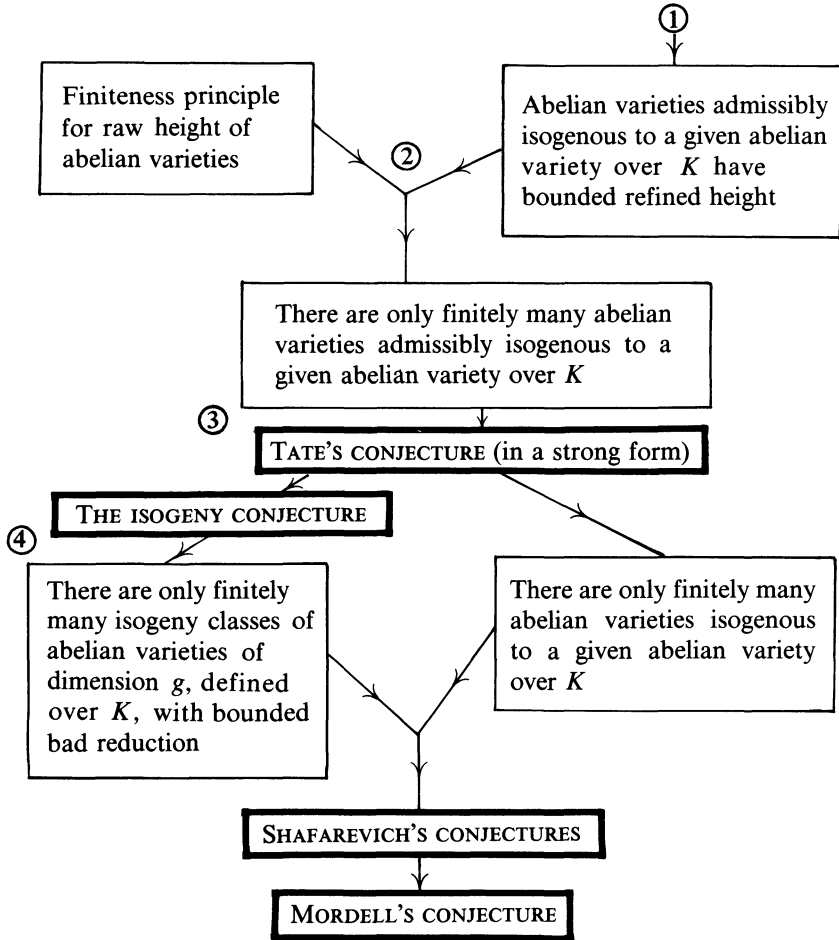 ①
Finiteness principle
for raw height of
abelian varieties
Abelian varieties admissibly
isogenous to a given abelian
variety over K have
bounded refined height
②
There are only finitely many abelian
varieties admissibly isogenous to a
given abelian variety over K
③
TATE'S CONJECTURE (in a strong form)
THE ISOGENY CONJECTURE
④
There are only finitely
many isogeny classes of
abelian varieties of
dimension g, defined
over K, with bounded
bad reduction
There are only finitely many
abelian varieties isogenous
to a given abelian variety
over K
SHAFAREVICH'S CONJECTURES
MORDELL'S CONJECTURE